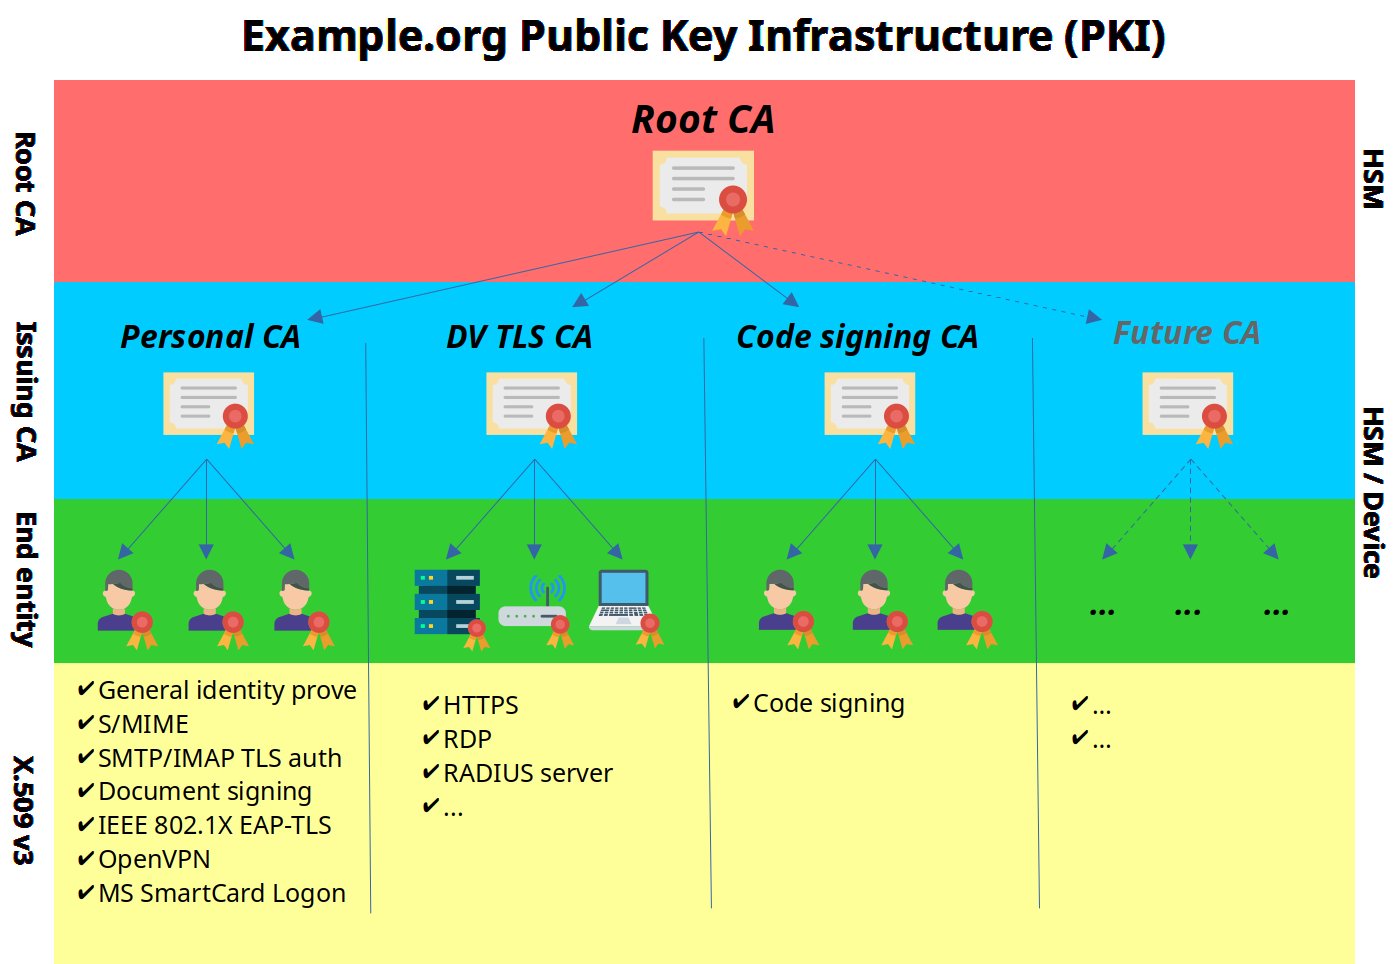 Example.org Public Key Infrastructure (PKI)
Root CA
Root CA
HSM
Issuing CA
Personal CA
DV TLS CA
Code signing CA
Future CA
HSM / Device
End entity
...
...
...
X.509 v3
✔General identity prove
✔S/MIME
✔SMTP/IMAP TLS auth
✔Document signing
✔IEEE 802.1X EAP-TLS
✔OpenVPN
✔MS SmartCard Logon
✔HTTPS
✔RDP
✔RADIUS server
✔...
✔Code signing
✔...
✔...